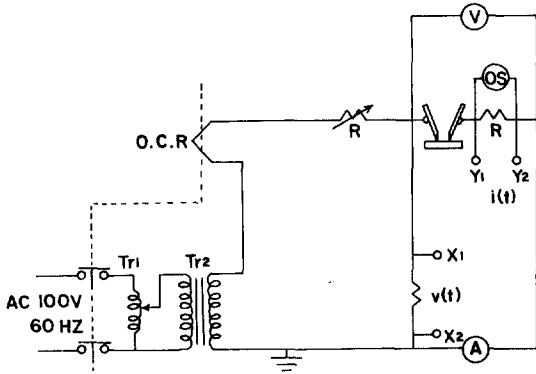 V
OS
R
R
O.C.R
Y1
Y2
i(t)
X1
Tr1
Tr2
v(t)
AC 100V
60 HZ
X2
A